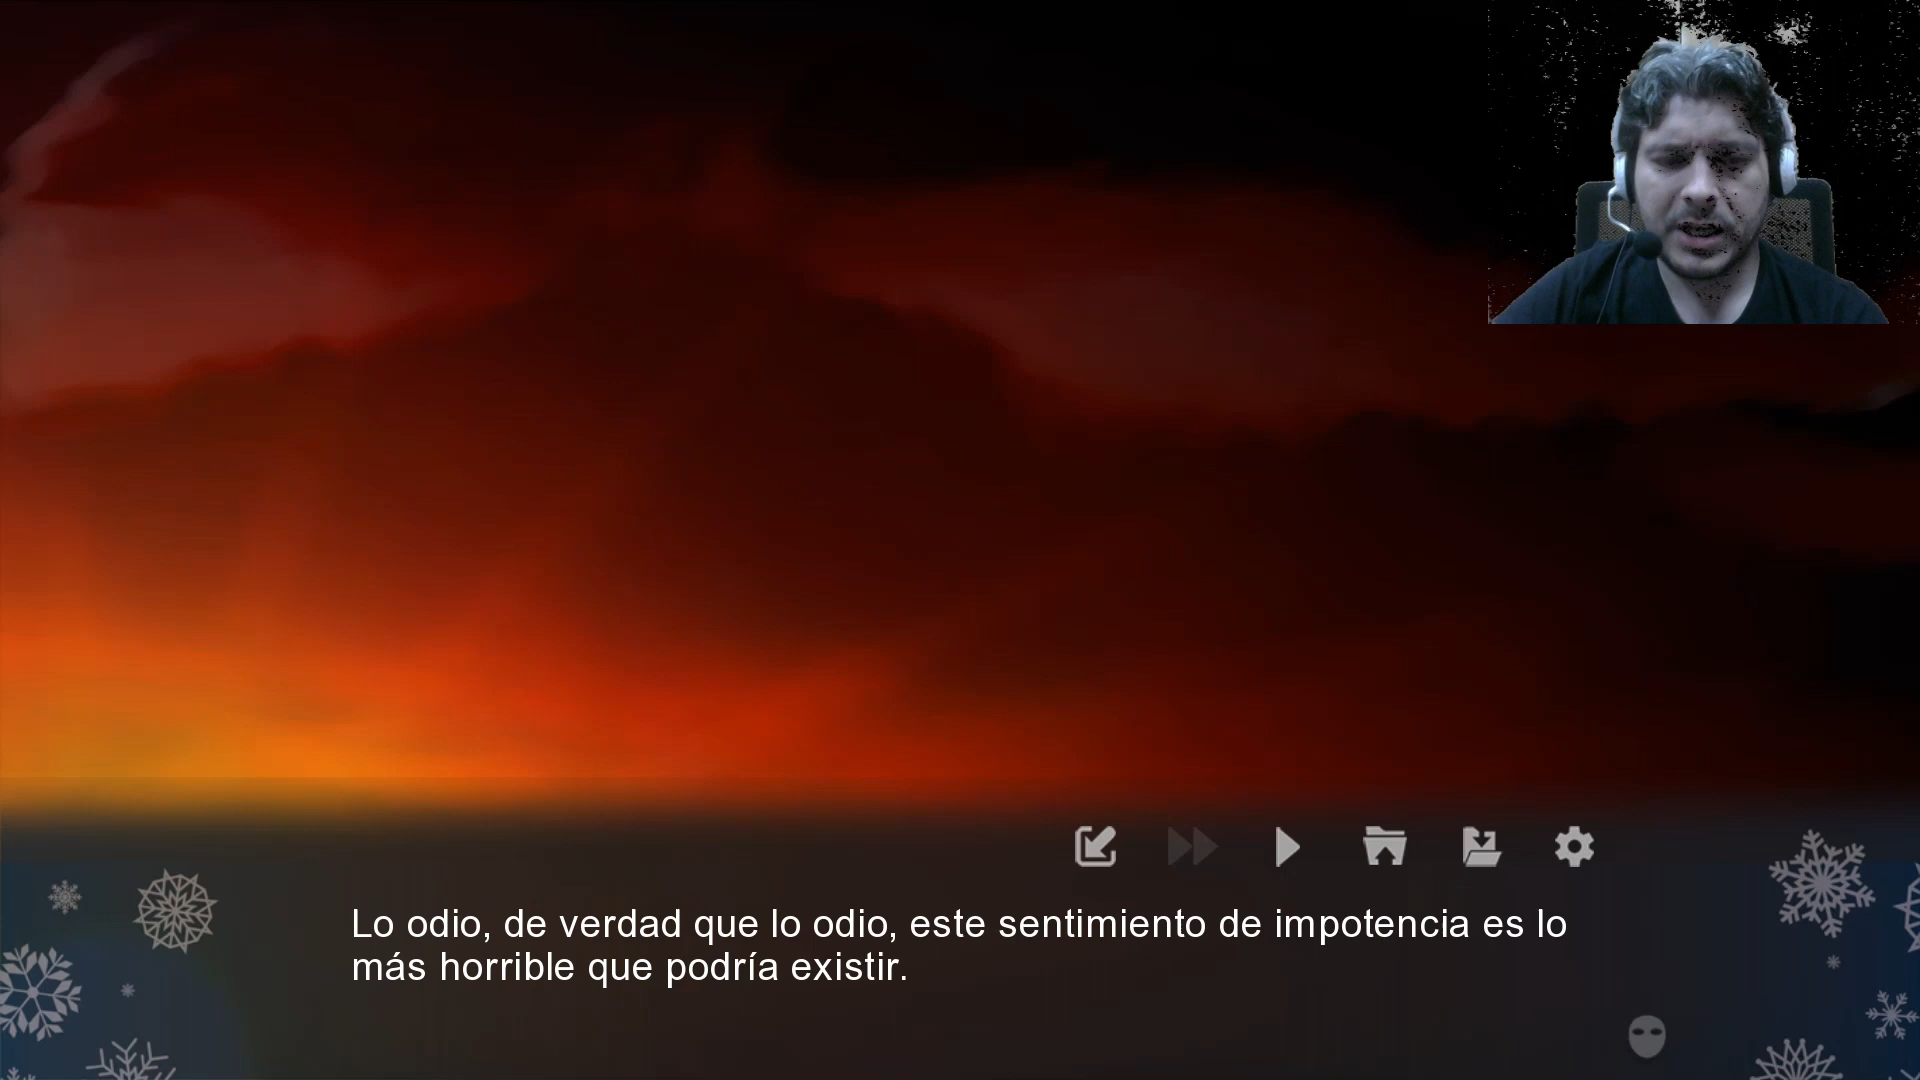 Lo odio, de verdad que lo odio, este sentimiento de impotencia es lo
más horrible que podría existir.